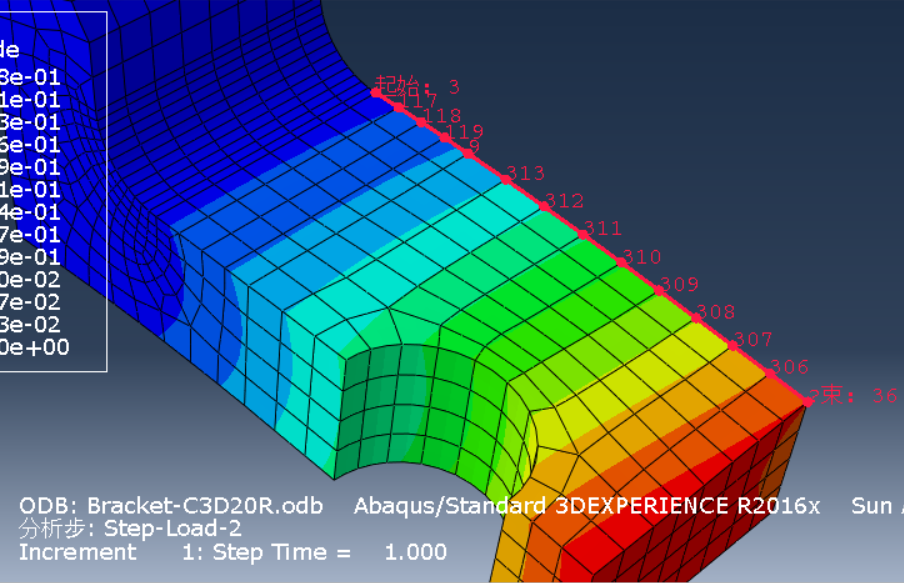 de
8e-01
1e-01
3e-01
6e-01
9e-01
1e-01
4e-01
7e-01
9e-01
0e-02
7e-02
3e-02
0e+00
起始: 3
117
118
119
9
313
312
311
310
309
308
307
306
束: 36
ODB: Bracket-C3D20R.odb Abaqus/Standard 3DEXPERIENCE R2016x Sun
分析步: Step-Load-2
Increment 1: Step Time = 1.000